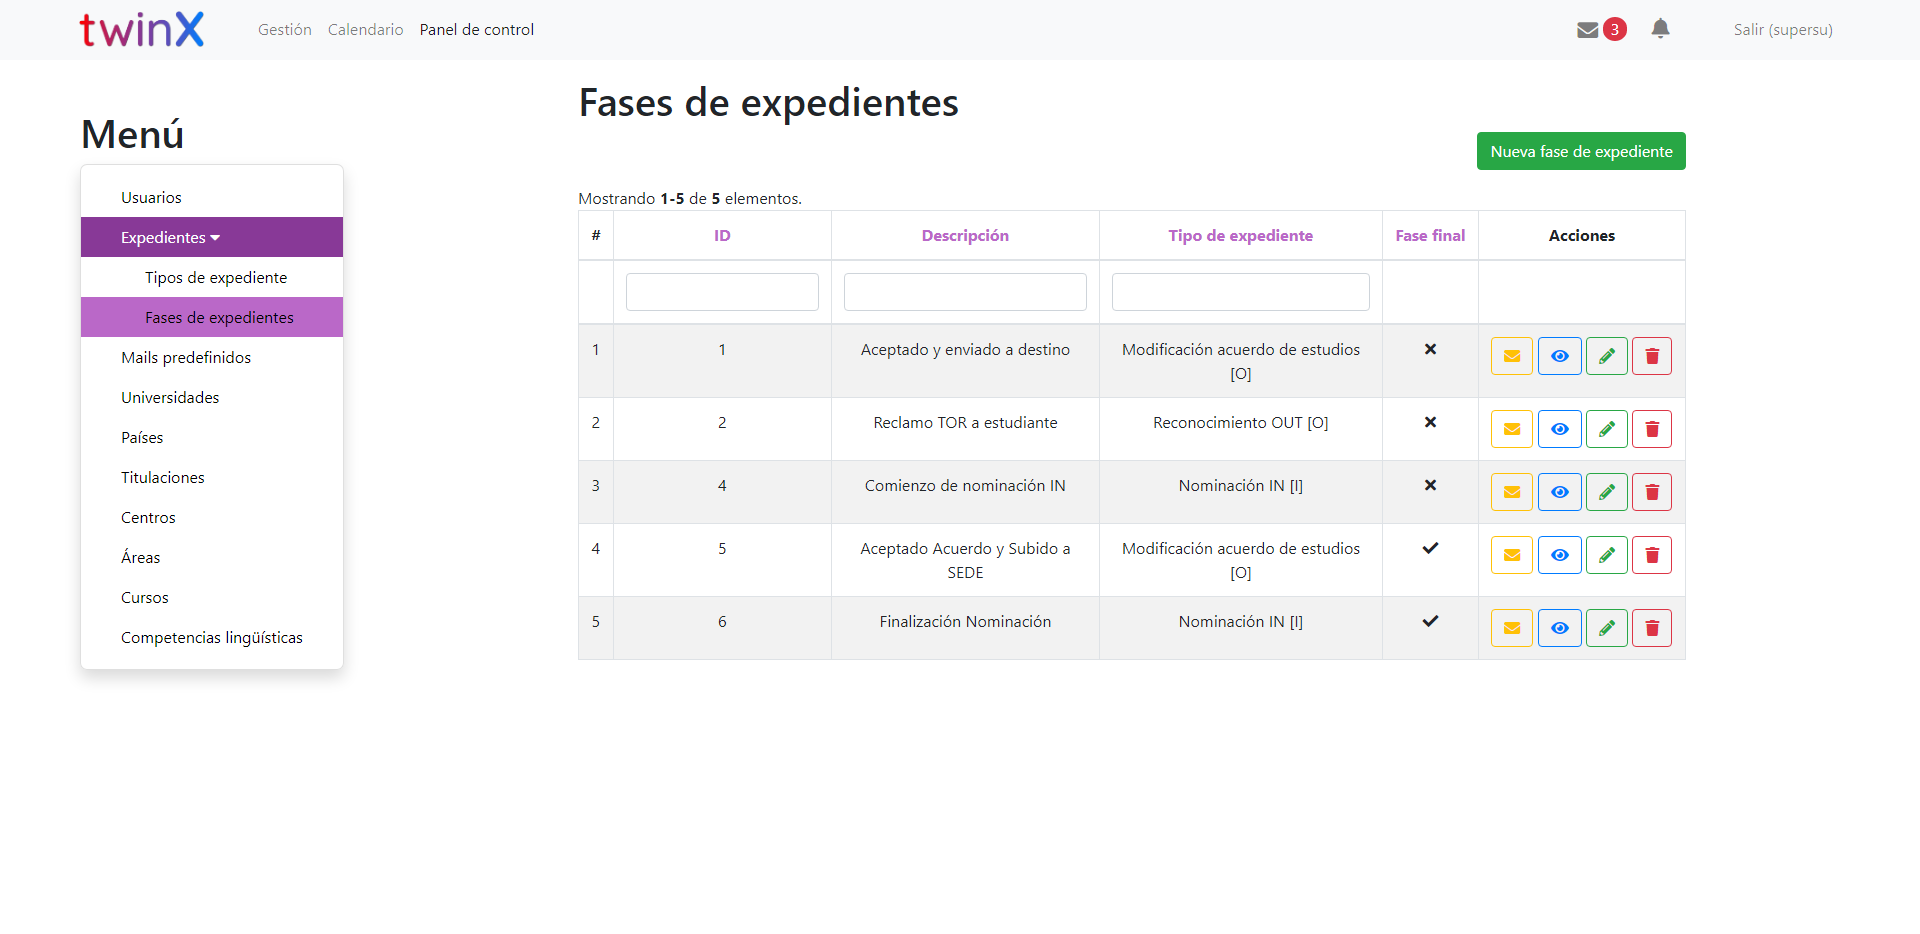 twinX
Gestión Calendario Panel de control
3
Salir (supersu)
Menú
Usuarios
Expedientes
Tipos de expediente
Fases de expedientes
Mails predefinidos
Universidades
Países
Titulaciones
Centros
Áreas
Cursos
Competencias lingüísticas
Fases de expedientes
Nueva fase de expediente
Mostrando 1-5 de 5 elementos.
# ID Descripción Tipo de expediente Fase final Acciones
1 1 Aceptado y enviado a destino Modificación acuerdo de estudios
[O]
2 2 Reclamo TOR a estudiante Reconocimiento OUT [O]
3 4 Comienzo de nominación IN Nominación IN [I]
4 5 Aceptado Acuerdo y Subido a Modificación acuerdo de estudios
SEDE [O]
5 6 Finalización Nominación Nominación IN [I]